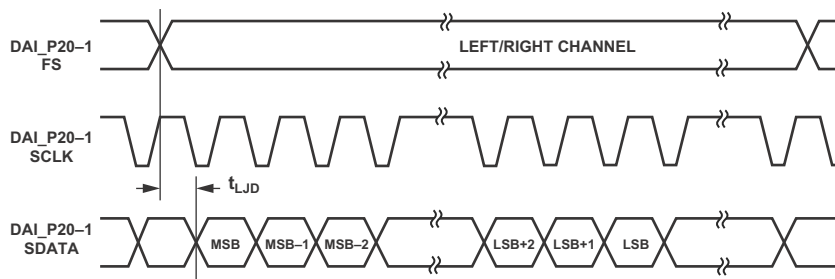 DAI_P20–1
FS
LEFT/RIGHT CHANNEL
DAI_P20–1
SCLK
tLJD
DAI_P20–1
SDATA
MSB
MSB–1
MSB–2
LSB+2
LSB+1
LSB